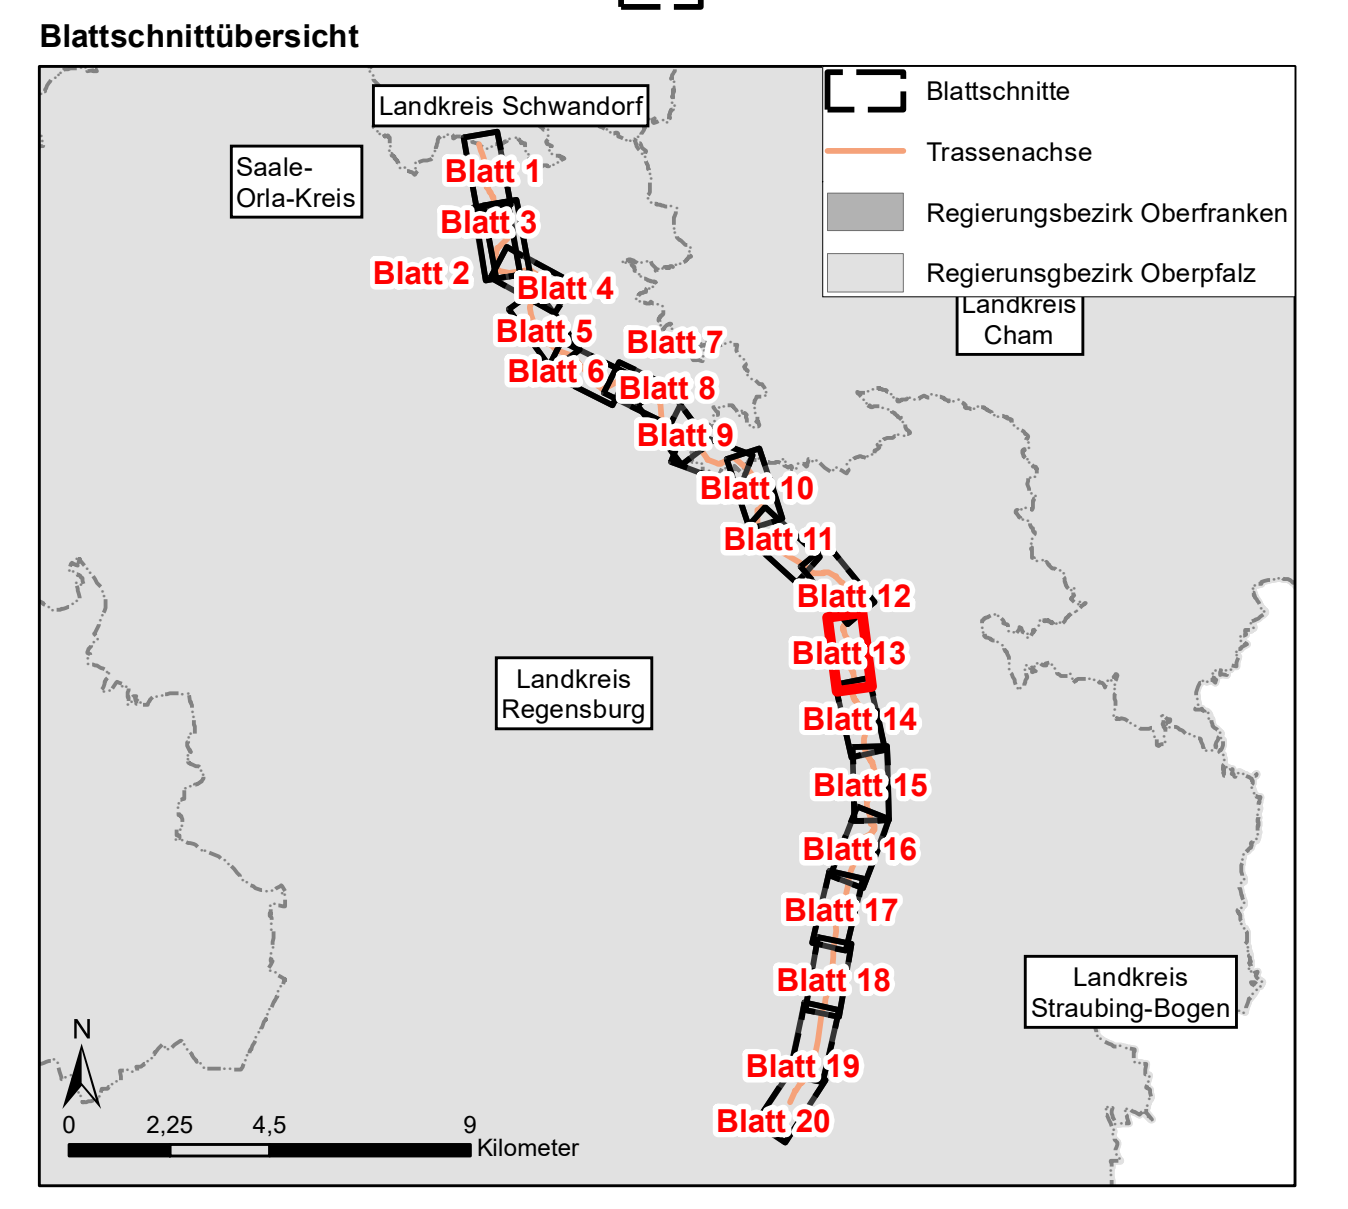 Blattschnittübersicht
Blattschnitte
Trassenachse
Regierungsbezirk Oberfranken
Regierunsgbezirk Oberpfalz
Landkreis Schwandorf
Saale-
Orla-Kreis
Landkreis
Cham
Blatt 1
Blatt 3
Blatt 2
Blatt 4
Blatt 5
Blatt 7
Blatt 6
Blatt 8
Blatt 9
Blatt 10
Blatt 11
Blatt 12
Blatt 13
Landkreis
Regensburg
Blatt 14
Blatt 15
Blatt 16
Blatt 17
Blatt 18
Landkreis
Straubing-Bogen
Blatt 19
Blatt 20
N
0 2,25 4,5 9
Kilometer